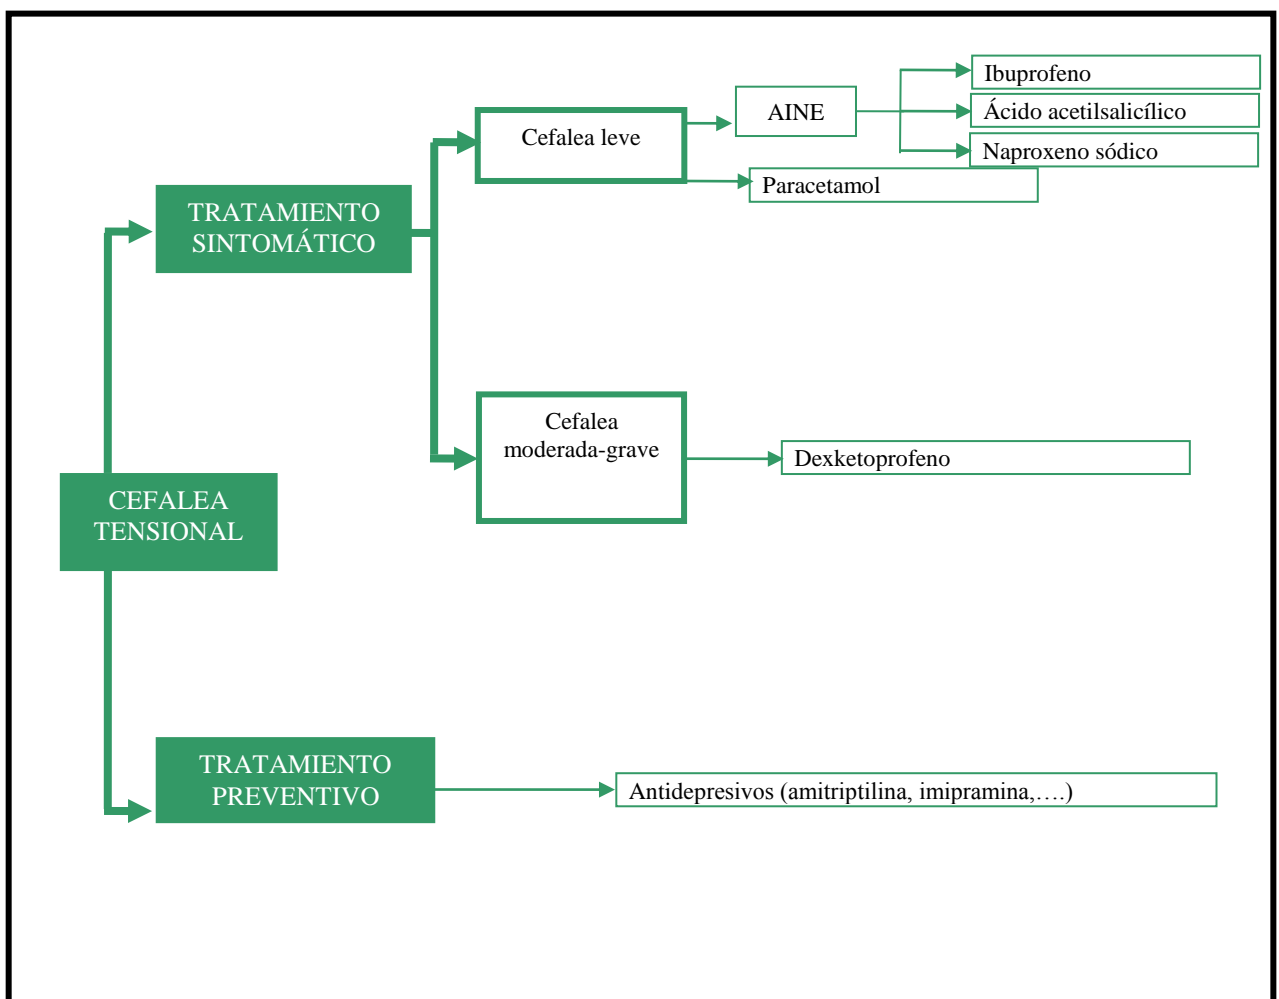 Ibuprofeno
AINE
Ácido acetilsalicílico
Cefalea leve
Naproxeno sódico
Paracetamol
TRATAMIENTO
SINTOMÁTICO
Cefalea
moderada-grave
Dexketoprofeno
CEFALEA
TENSIONAL
TRATAMIENTO
PREVENTIVO
Antidepresivos (amitriptilina, imipramina,….)